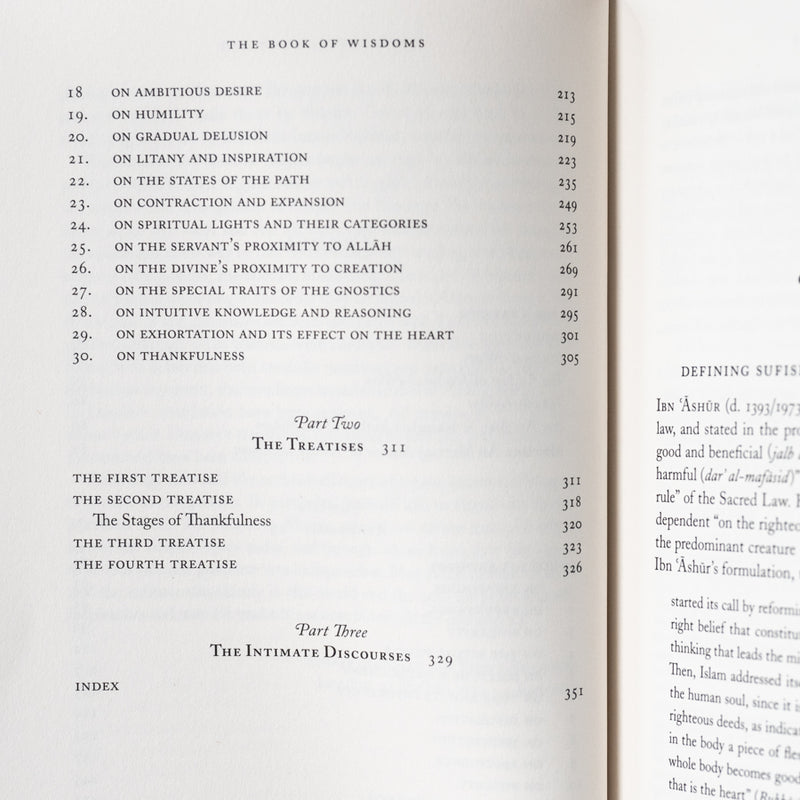 THE BOOK OF WISDOMS
18 ON AMBITIOUS DESIRE 213
19. ON HUMILITY 215
20. ON GRADUAL DELUSION 219
21. ON LITANY AND INSPIRATION 223
22. ON THE STATES OF THE PATH 235
23. ON CONTRACTION AND EXPANSION 249
24. ON SPIRITUAL LIGHTS AND THEIR CATEGORIES 253
25. ON THE SERVANT'S PROXIMITY TO ALLĀH 261
26. ON THE DIVINE'S PROXIMITY TO CREATION 269
27. ON THE SPECIAL TRAITS OF THE GNOSTICS 291
28. ON INTUITIVE KNOWLEDGE AND REASONING 295
29. ON EXHORTATION AND ITS EFFECT ON THE HEART 301
30. ON THANKFULNESS 305
Part Two
THE TREATISES 311
THE FIRST TREATISE 311
THE SECOND TREATISE 318
The Stages of Thankfulness 320
THE THIRD TREATISE 323
THE FOURTH TREATISE 326
Part Three
THE INTIMATE DISCOURSES 329
INDEX 351
DEFINING
IBN ʿĀSHŪR (d. 1393/1973
law, and stated in the
good and beneficial (jalb
harmful (dar' al-mafāsid)"
rule" of the Sacred Law.
dependent "on the
the predominant creature
Ibn ʿĀshūr's formulation,
started its call by
right belief that
thinking that leads the
Then, Islam addressed
the human soul, since it
righteous deeds, as
in the body a piece of
whole body becomes good
that is the heart"